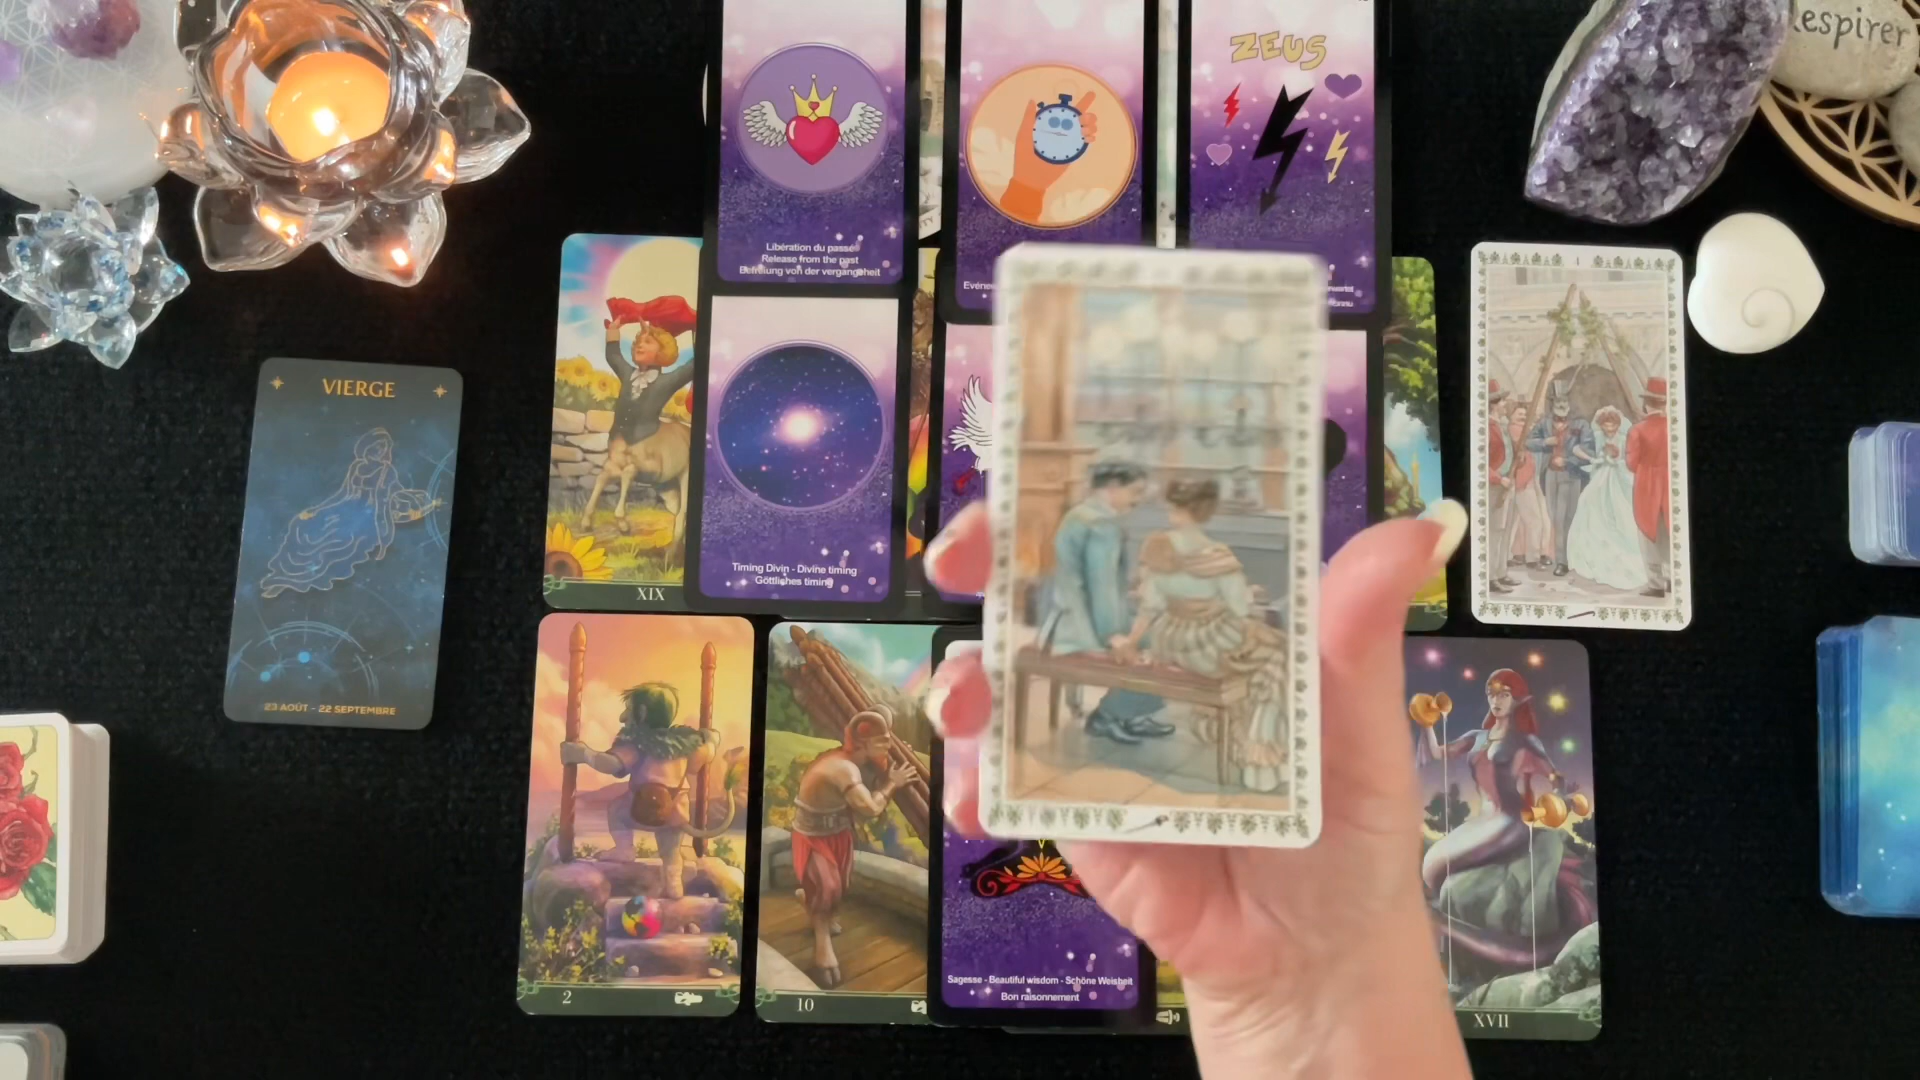 espirer
ZEUS
Libération du passé
Release from the past
Befreiung von der vergangenheit
VIERGE
23 AOÛT - 22 SEPTEMBRE
Timing Divin - Divine timing
Göttliches timing
XIX
2
10
Sagesse - Beautiful wisdom - Schöne Weisheit
Bon raisonnement
XVII